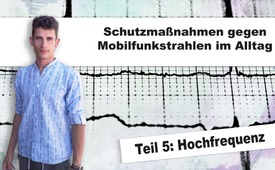 Schutzmaßnahmen gegen
Mobilfunkstrahlen im Alltag
Teil 5: Hochfrequenz